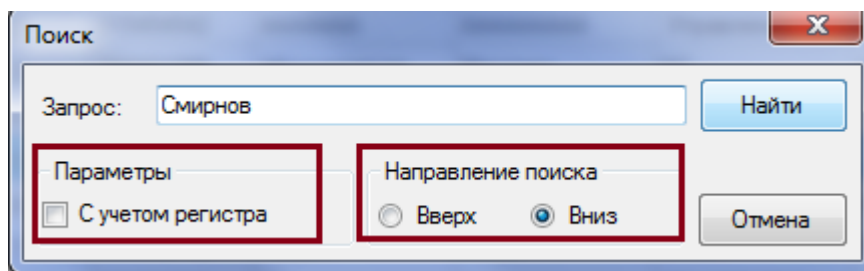 Поиск
Запрос: Смирнов Найти
Параметры Направление поиска
С учетом регистра Вверх Вниз Отмена